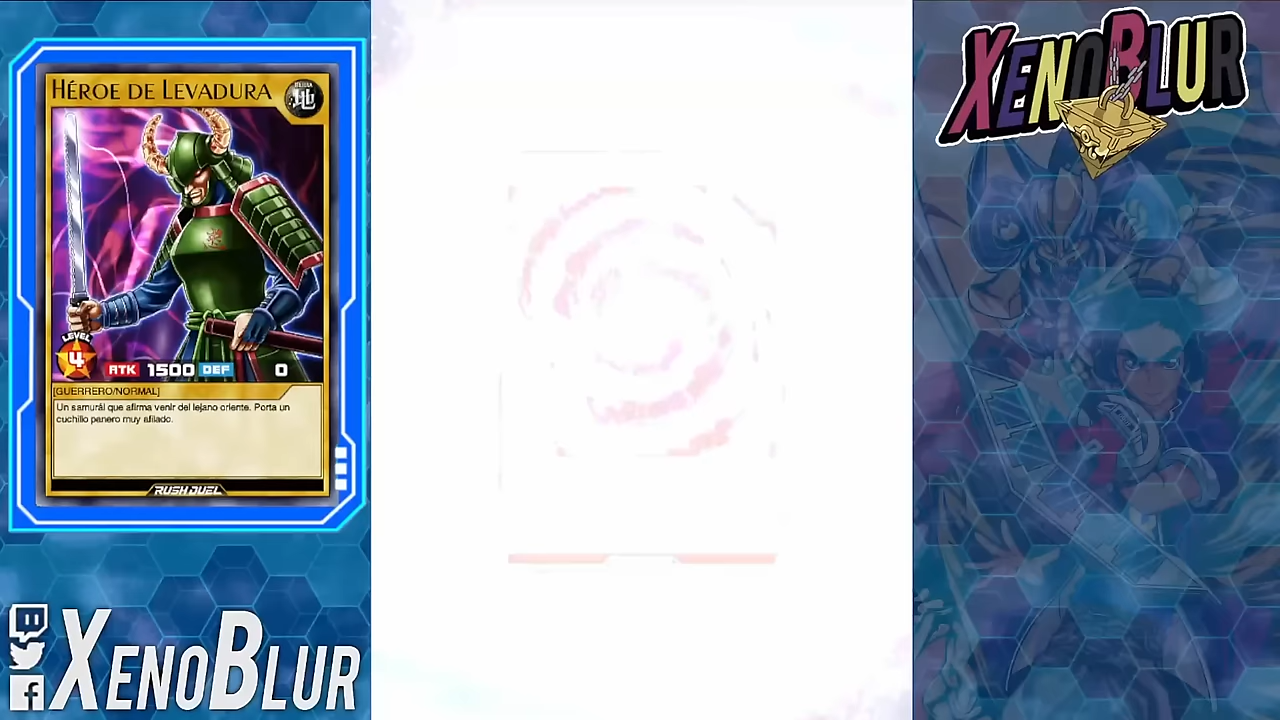 HÉROE DE LEVADURA
LEVEL
4
ATK 1500 DEF 0
[GUERRERO/NORMAL]
Un samurái que afirma venir del lejano oriente. Porta un
cuchillo panero muy afilado.
RUSH DUEL
XENOBLUR
XENOBLUR